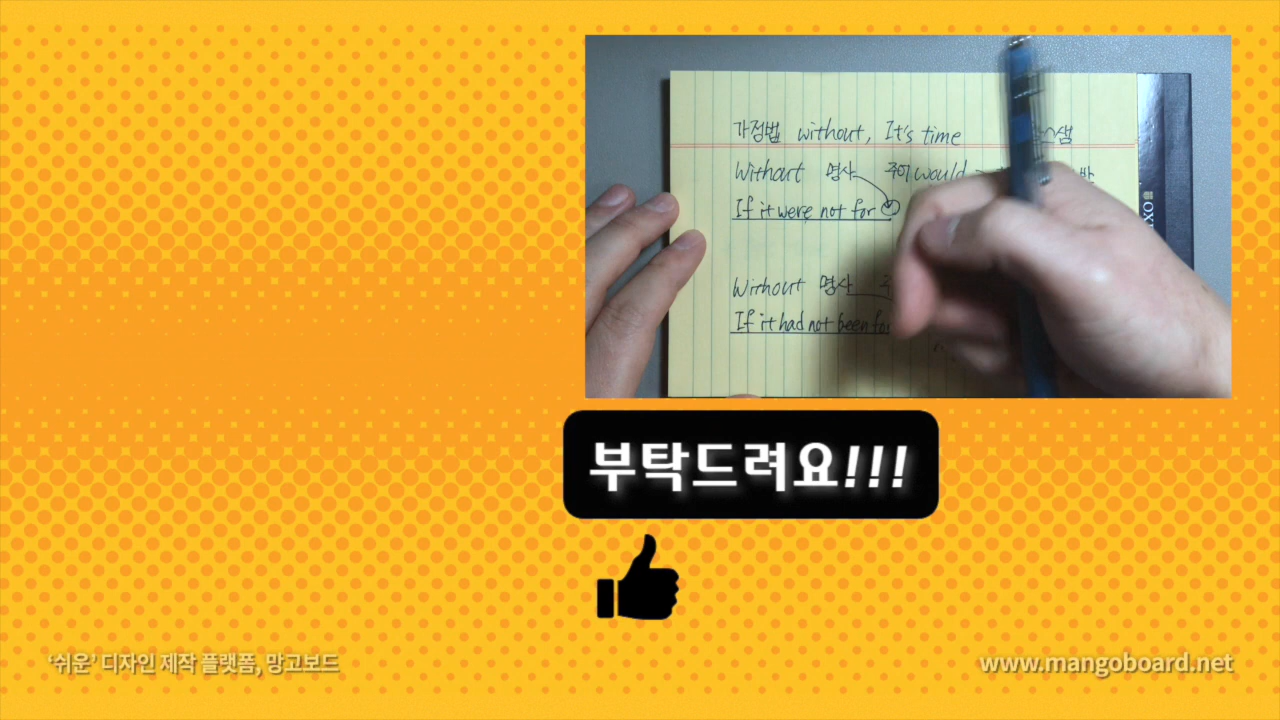 가정법 without, It's time 샘
Without 명사 주어 would
If it were not for
Without 명사
If it had not been for
부탁드려요!!!
'쉬운' 디자인 제작 플랫폼, 망고보드
www.mangoboard.net